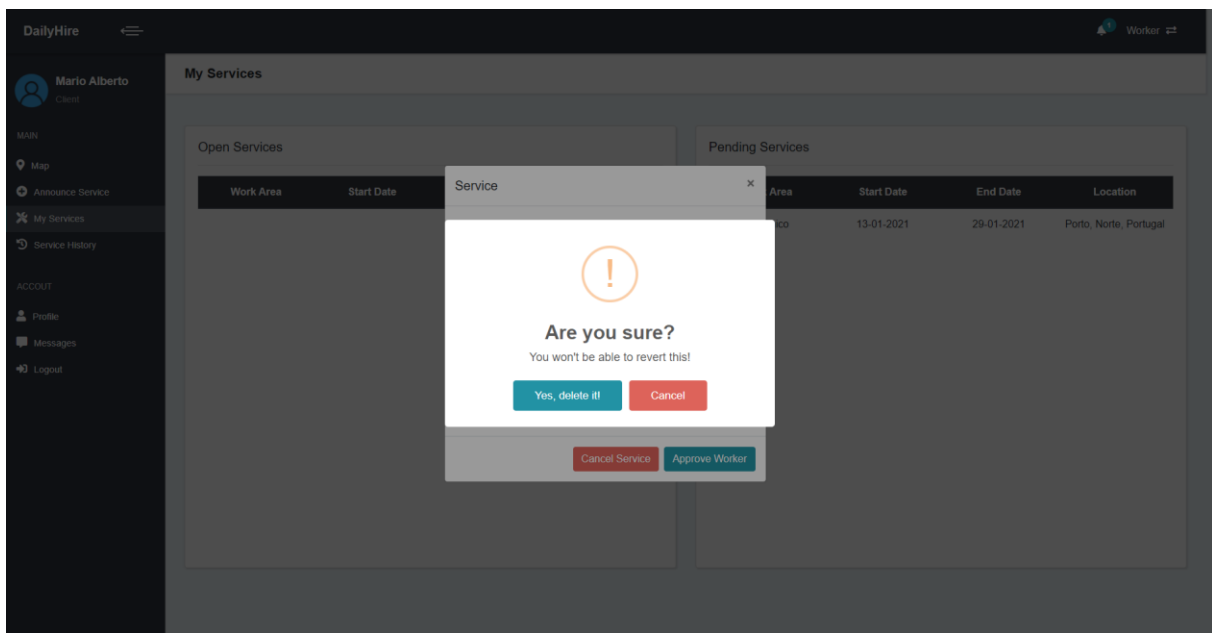 DailyHire
1
Worker
Mario Alberto
Client
MAIN
Map
Announce Service
My Services
Service History
ACCOUT
Profile
Messages
Logout
My Services
Open Services
Work Area Start Date
Pending Services
Area Start Date End Date Location
13-01-2021 29-01-2021 Porto, Norte, Portugal
Service ×
!
Are you sure?
You won't be able to revert this!
Yes, delete it! Cancel
Cancel Service Approve Worker